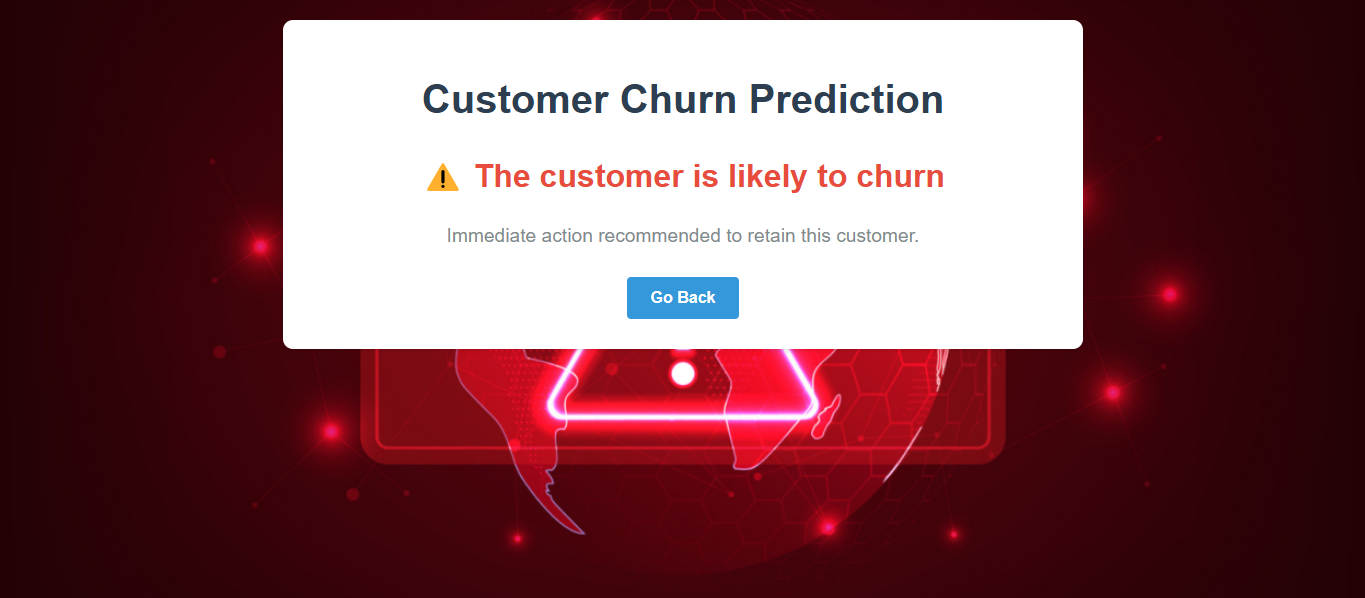 Customer Churn Prediction
⚠️ The customer is likely to churn
Immediate action recommended to retain this customer.
Go Back